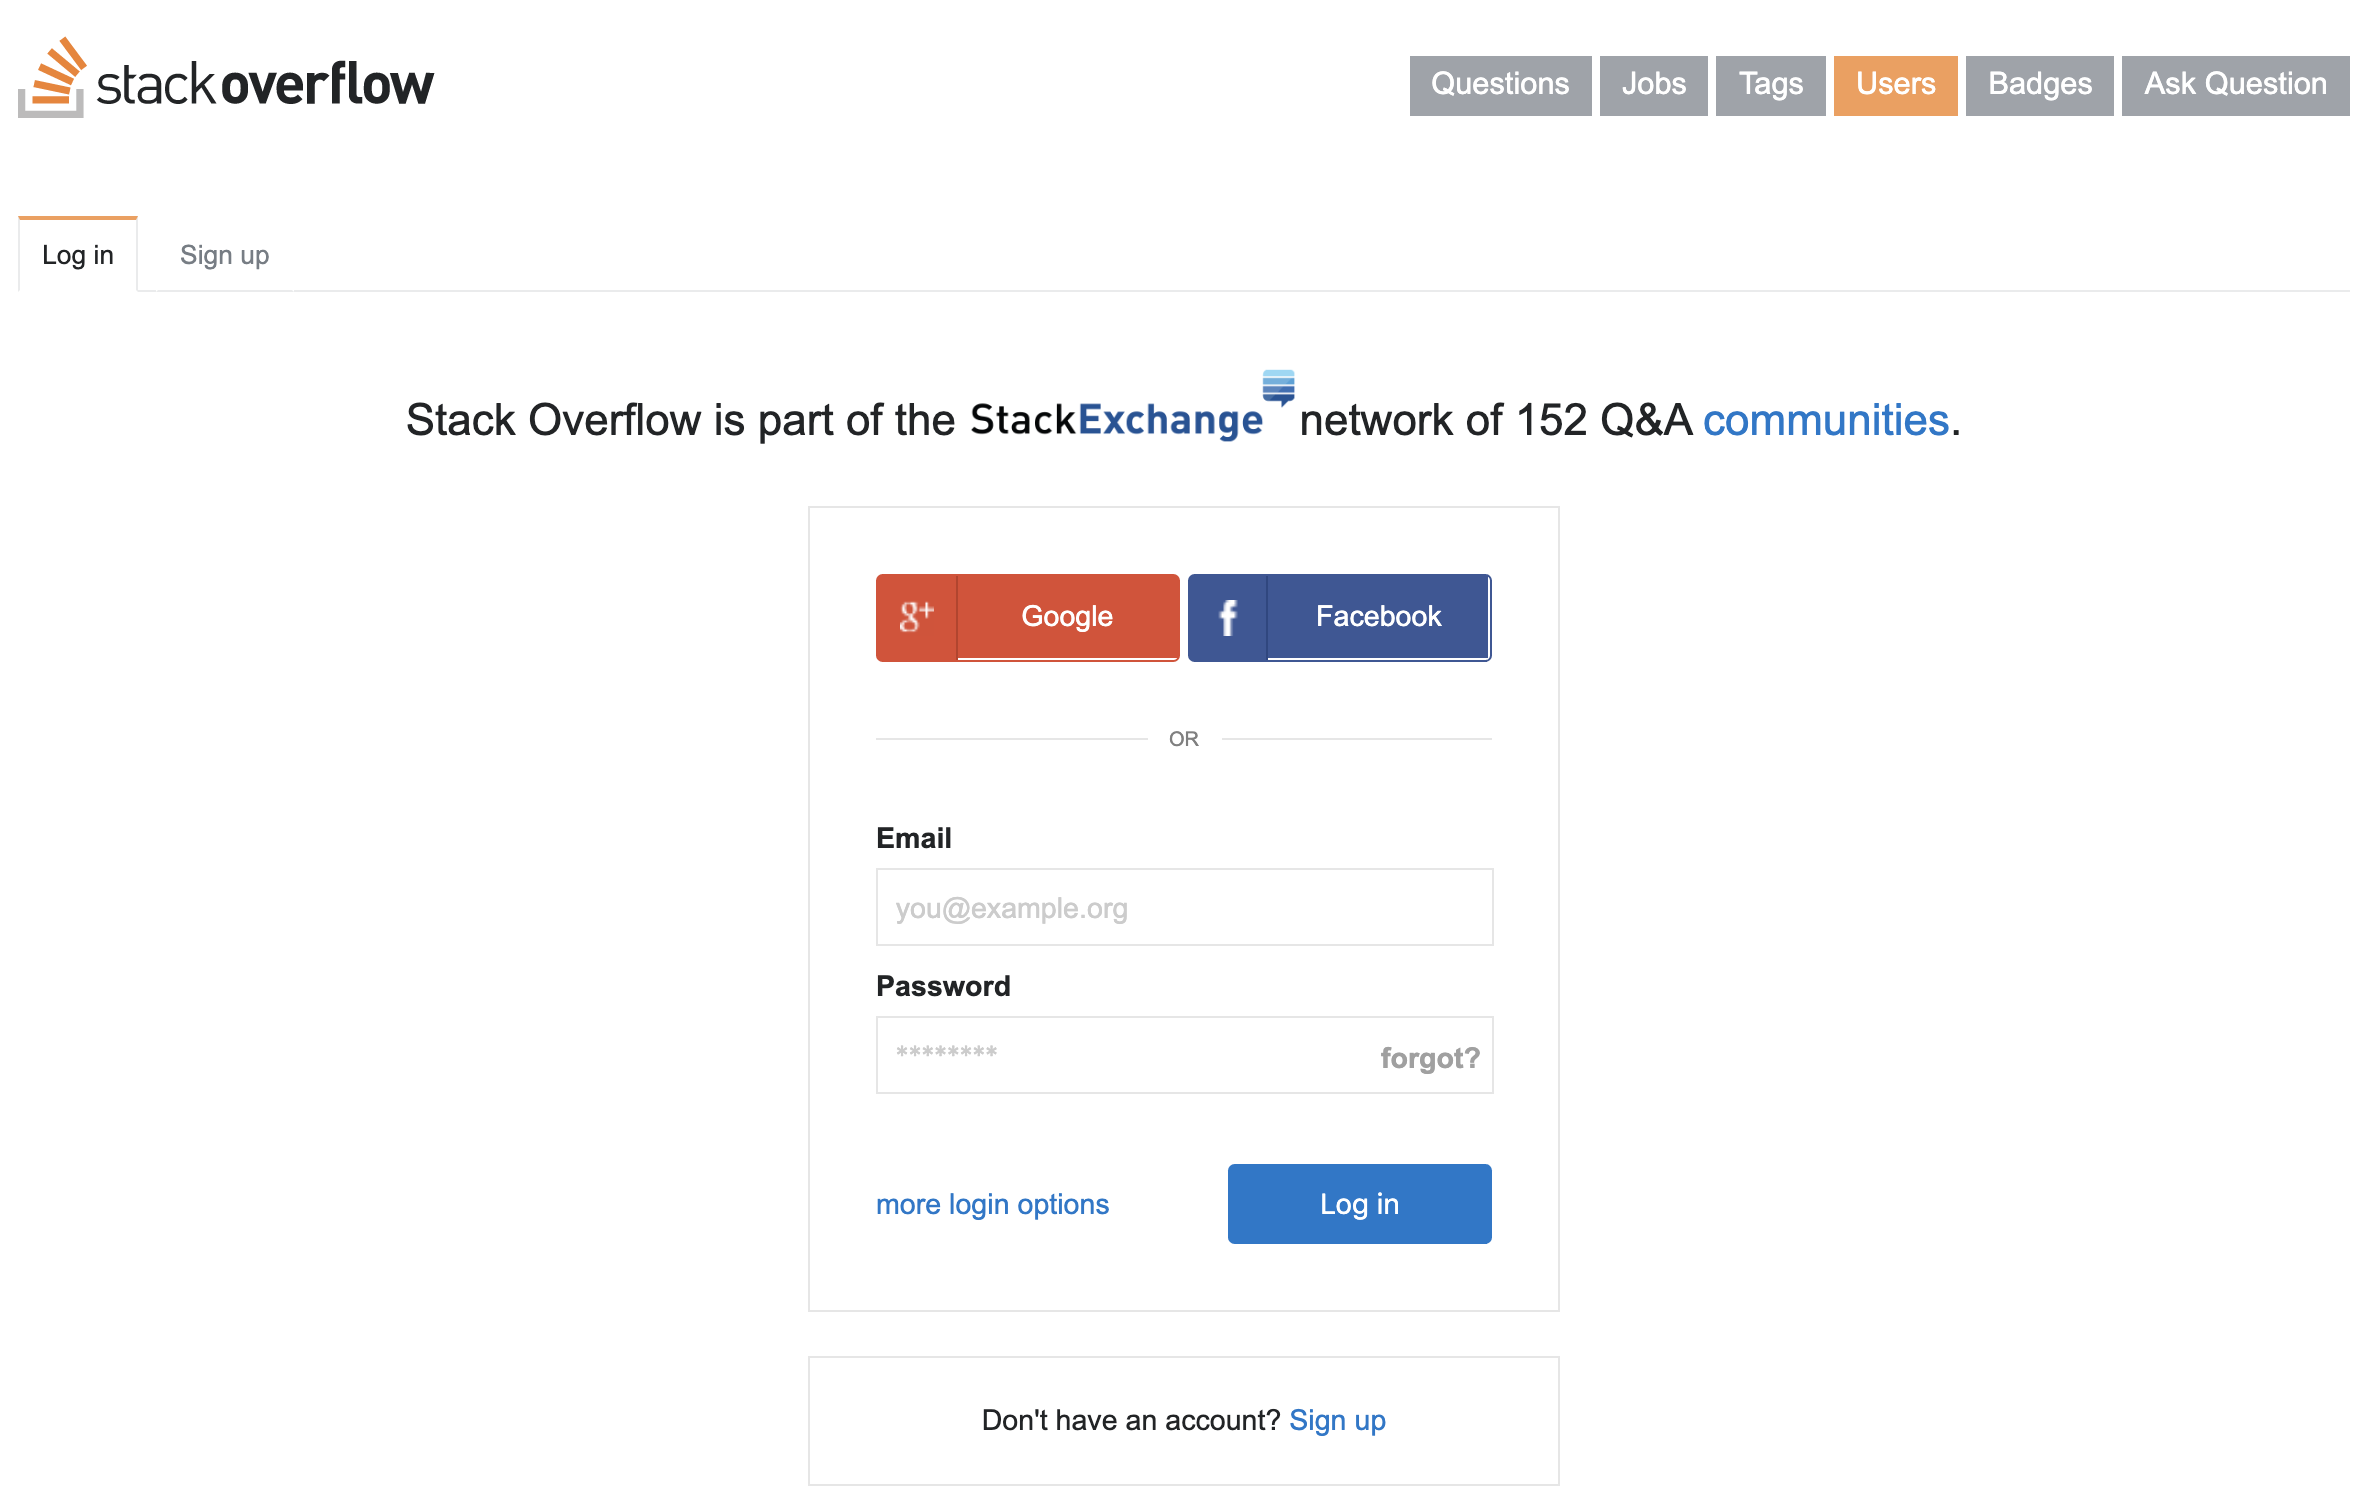 stackoverflow
Questions Jobs Tags Users Badges Ask Question
Log in Sign up
Stack Overflow is part of the StackExchange network of 152 Q&A communities.
g+ Google f Facebook
OR
Email
you@example.org
Password
******** forgot?
more login options Log in
Don't have an account? Sign up